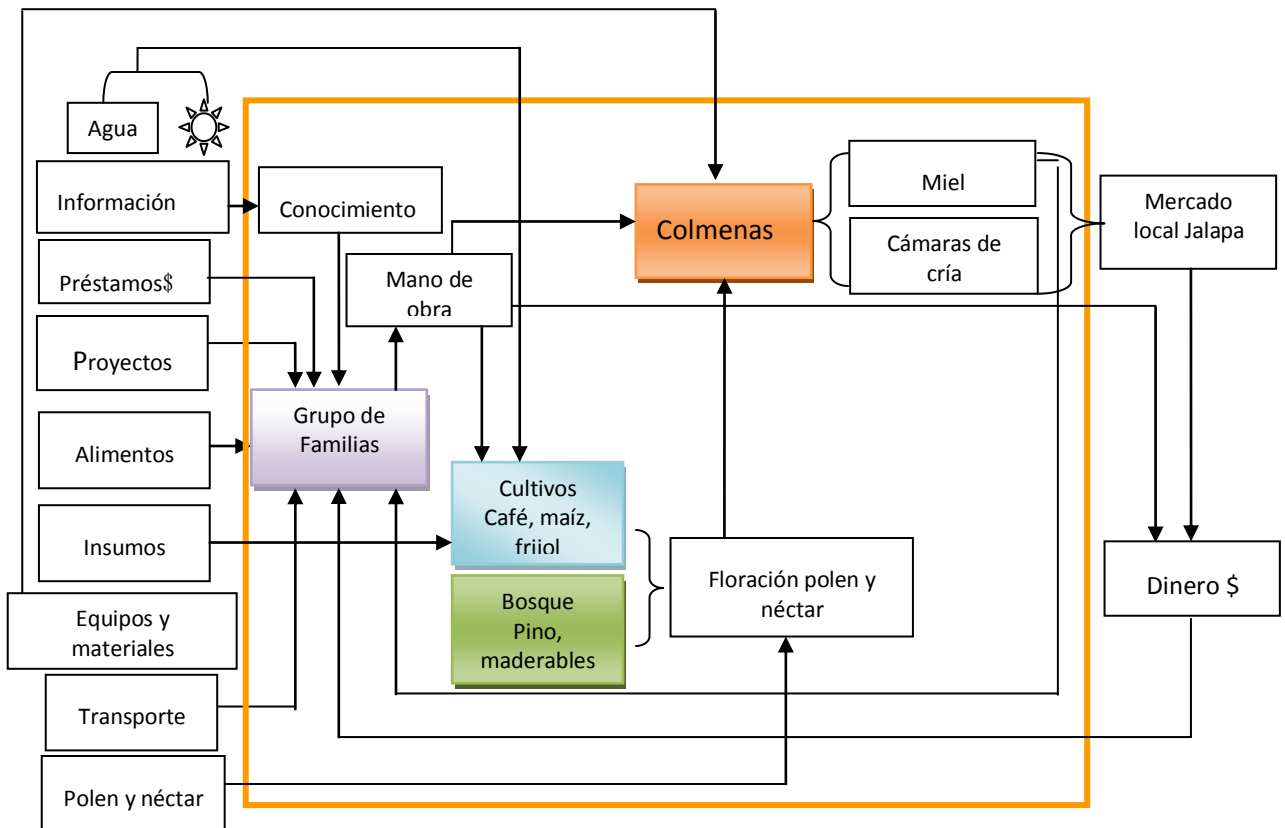 Agua
Información
Conocimiento
Préstamos$
Proyectos
Alimentos
Insumos
Equipos y
materiales
Transporte
Polen y néctar
Mano de
obra
Grupo de
Familias
Cultivos
Café, maíz,
frijol
Bosque
Pino,
maderables
Colmenas
Floración polen y
néctar
Miel
Cámaras de
cría
Mercado
local Jalapa
Dinero $